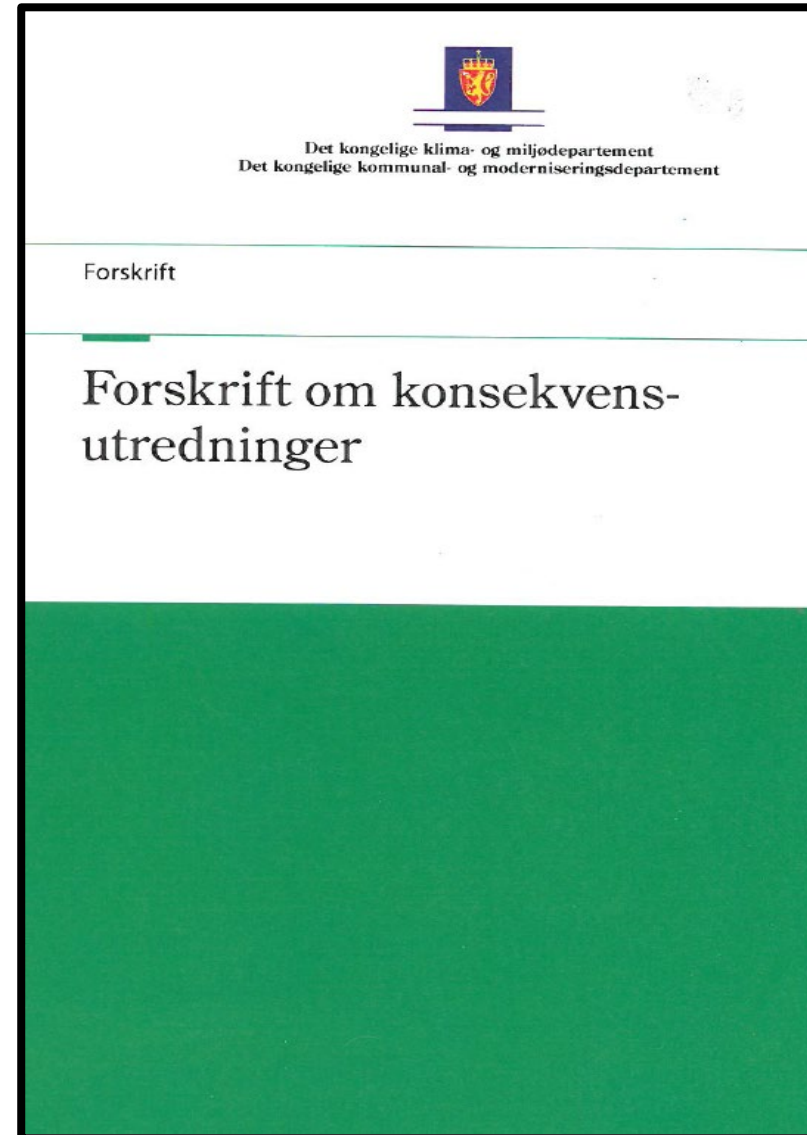 Det kongelige klima- og miljødepartement
Det kongelige kommunal- og moderniseringsdepartement
Forskrift
Forskrift om konsekvens-
utredninger